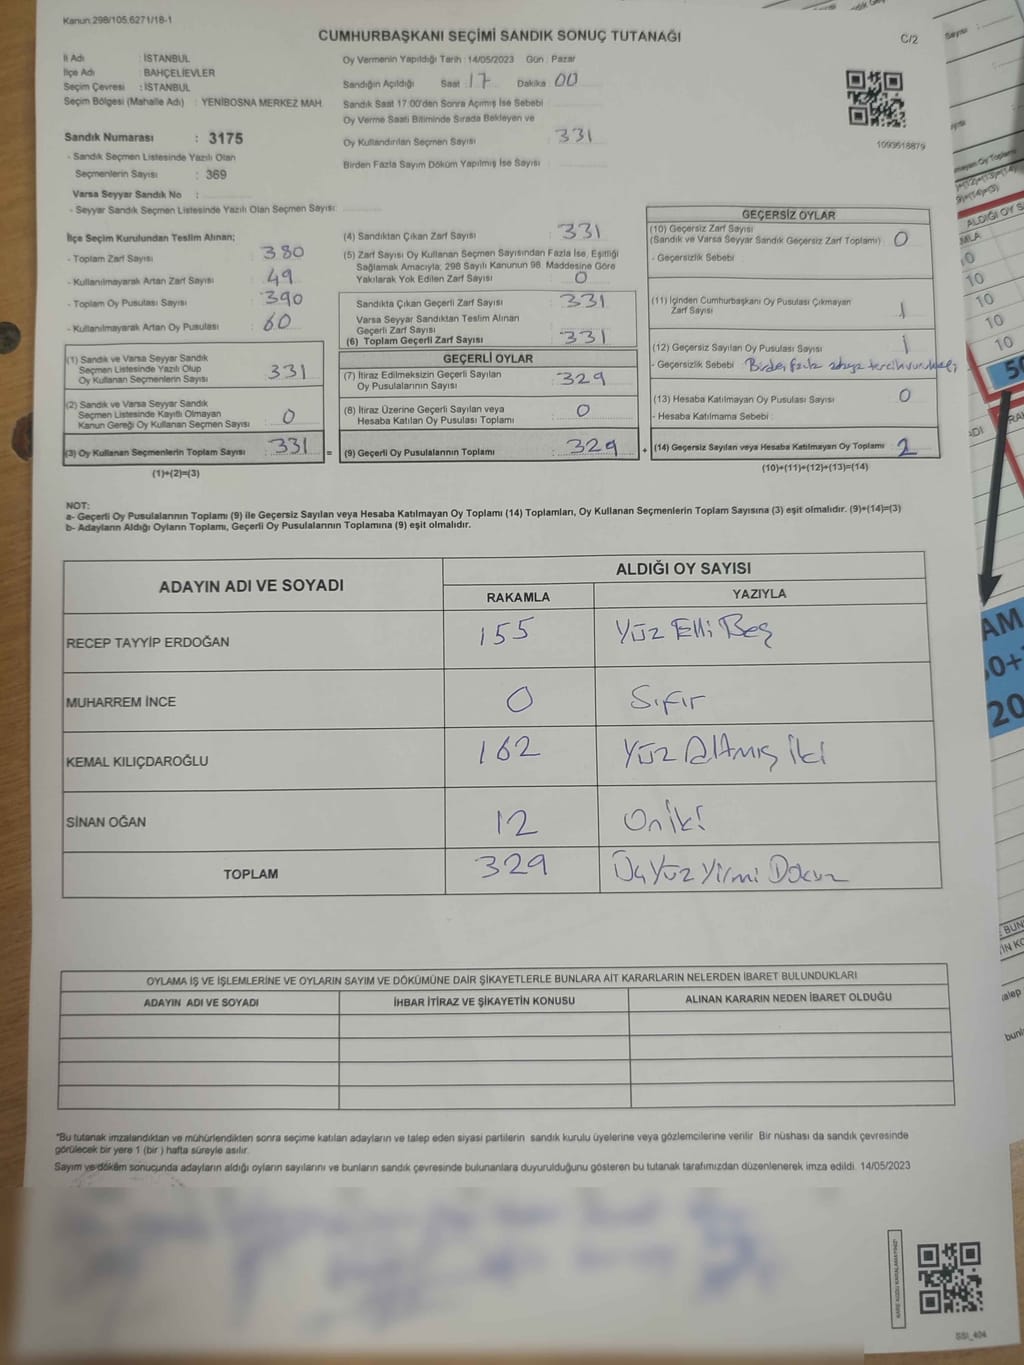 Kanun:298/105,6271/18-1
CUMHURBAŞKANI SEÇİMİ SANDIK SONUÇ TUTANAĞI
C/2
İl Adı : İSTANBUL
İlçe Adı : BAHÇELİEVLER
Seçim Çevresi : İSTANBUL
Seçim Bölgesi (Mahalle Adı) : YENİBOSNA MERKEZ MAH.
Oy Vermenin Yapıldığı Tarih : 14/05/2023 Gün : Pazar
Sandığın Açıldığı Saat : 17 Dakika : 00
Sandık Saat 17:00'den Sonra Açılmış İse Sebebi
Oy Verme Saati Bitiminde Sırada Bekleyen ve
Oy Kullandırılan Seçmen Sayısı : 331
Birden Fazla Sayım Döküm Yapılmış İse Sayısı :
1093618879
Sandık Numarası : 3175
- Sandık Seçmen Listesinde Yazılı Olan
Seçmenlerin Sayısı : 369
Varsa Seyyar Sandık No :
- Seyyar Sandık Seçmen Listesinde Yazılı Olan Seçmen Sayısı:
İlçe Seçim Kurulundan Teslim Alınan;
- Toplam Zarf Sayısı : 380
- Kullanılmayarak Artan Zarf Sayısı : 49
- Toplam Oy Pusulası Sayısı : 390
- Kullanılmayarak Artan Oy Pusulası : 60
(1) Sandık ve Varsa Seyyar Sandık
Seçmen Listesinde Yazılı Olup
Oy Kullanan Seçmenlerin Sayısı : 331
(2) Sandık ve Varsa Seyyar Sandık
Seçmen Listesinde Kayıtlı Olmayan
Kanun Gereği Oy Kullanan Seçmen Sayısı : 0
(3) Oy Kullanan Seçmenlerin Toplam Sayısı : 331
(1)+(2)=(3)
(4) Sandıktan Çıkan Zarf Sayısı : 331
(5) Zarf Sayısı Oy Kullanan Seçmen Sayısından Fazla İse, Eşitliği
Sağlamak Amacıyla; 298 Sayılı Kanunun 98. Maddesine Göre
Yakılarak Yok Edilen Zarf Sayısı : 0
Sandıkta Çıkan Geçerli Zarf Sayısı : 331
Varsa Seyyar Sandıktan Teslim Alınan
Geçerli Zarf Sayısı
(6) Toplam Geçerli Zarf Sayısı : 331
GEÇERLİ OYLAR
(7) İtiraz Edilmeksizin Geçerli Sayılan
Oy Pusulalarının Sayısı : 329
(8) İtiraz Üzerine Geçerli Sayılan veya
Hesaba Katılan Oy Pusulası Toplamı : 0
= (9) Geçerli Oy Pusulalarının Toplamı : 329
GEÇERSİZ OYLAR
(10) Geçersiz Zarf Sayısı
(Sandık ve Varsa Seyyar Sandık Geçersiz Zarf Toplamı) : 0
- Geçersizlik Sebebi :
(11) İçinden Cumhurbaşkanı Oy Pusulası Çıkmayan
Zarf Sayısı : 1
(12) Geçersiz Sayılan Oy Pusulası Sayısı : 1
- Geçersizlik Sebebi :
(13) Hesaba Katılmayan Oy Pusulası Sayısı : 0
- Hesaba Katılmama Sebebi :
+ (14) Geçersiz Sayılan veya Hesaba Katılmayan Oy Toplamı : 2
(10)+(11)+(12)+(13)=(14)
NOT:
a- Geçerli Oy Pusulalarının Toplamı (9) ile Geçersiz Sayılan veya Hesaba Katılmayan Oy Toplamı (14) Toplamları, Oy Kullanan Seçmenlerin Toplam Sayısına (3) eşit olmalıdır. (9)+(14)=(3)
b- Adayların Aldığı Oyların Toplamı, Geçerli Oy Pusulalarının Toplamına (9) eşit olmalıdır.
ADAYIN ADI VE SOYADI
ALDIĞI OY SAYISI
RAKAMLA
YAZIYLA
RECEP TAYYİP ERDOĞAN 155 Yüz Elli Beş
MUHARREM İNCE 0 Sıfır
KEMAL KILIÇDAROĞLU 162 Yüz Altmış İki
SİNAN OĞAN 12 Oniki
TOPLAM 329 Üç Yüz Yirmi Dokuz
OYLAMA İŞ VE İŞLEMLERİNE VE OYLARIN SAYIM VE DÖKÜMÜNE DAİR ŞİKAYETLERLE BUNLARA AİT KARARLARIN NELERDEN İBARET BULUNDUKLARI
ADAYIN ADI VE SOYADI
İHBAR İTİRAZ VE ŞİKAYETİN KONUSU
ALINAN KARARIN NEDEN İBARET OLDUĞU
*Bu tutanak imzalandıktan ve mühürlendikten sonra seçime katılan adayların ve talep eden siyasi partilerin sandık kurulu üyelerine veya gözlemcilerine verilir. Bir nüshası da sandık çevresinde
görülecek bir yere 1 (bir ) hafta süreyle asılır.
Sayım ve döküm sonucunda adayların aldığı oyların sayılarını ve bunların sandık çevresinde bulunanlara duyurulduğunu gösteren bu tutanak tarafımızdan düzenlenerek imza edildi. 14/05/2023
KARE KODU KARALAMAYINIZ!
SSI_404